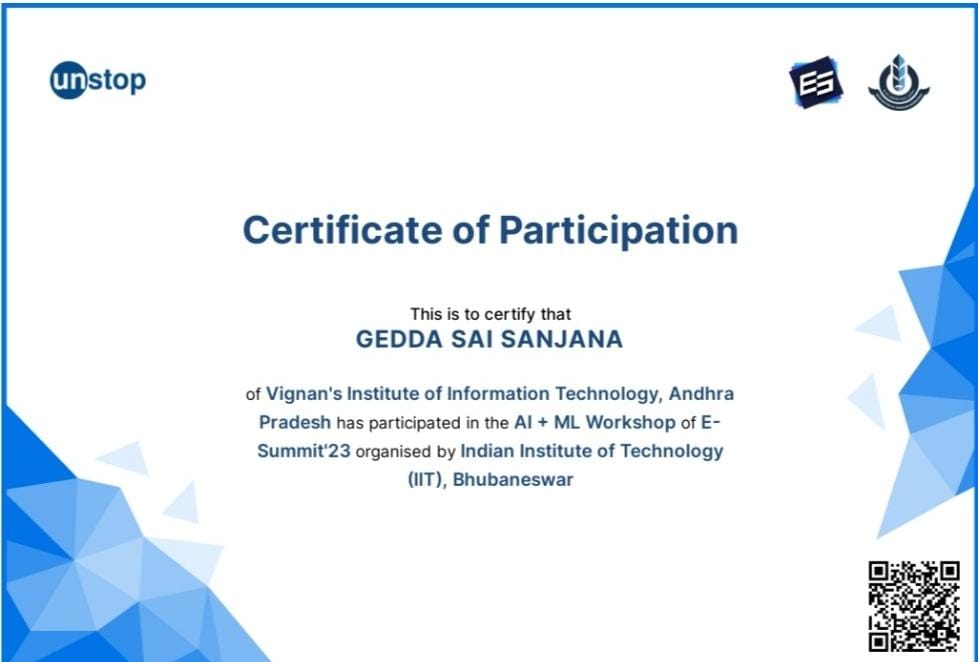 unstop
ES
Certificate of Participation
This is to certify that
GEDDA SAI SANJANA
of Vignan's Institute of Information Technology, Andhra
Pradesh has participated in the AI + ML Workshop of E-
Summit'23 organised by Indian Institute of Technology
(IIT), Bhubaneswar